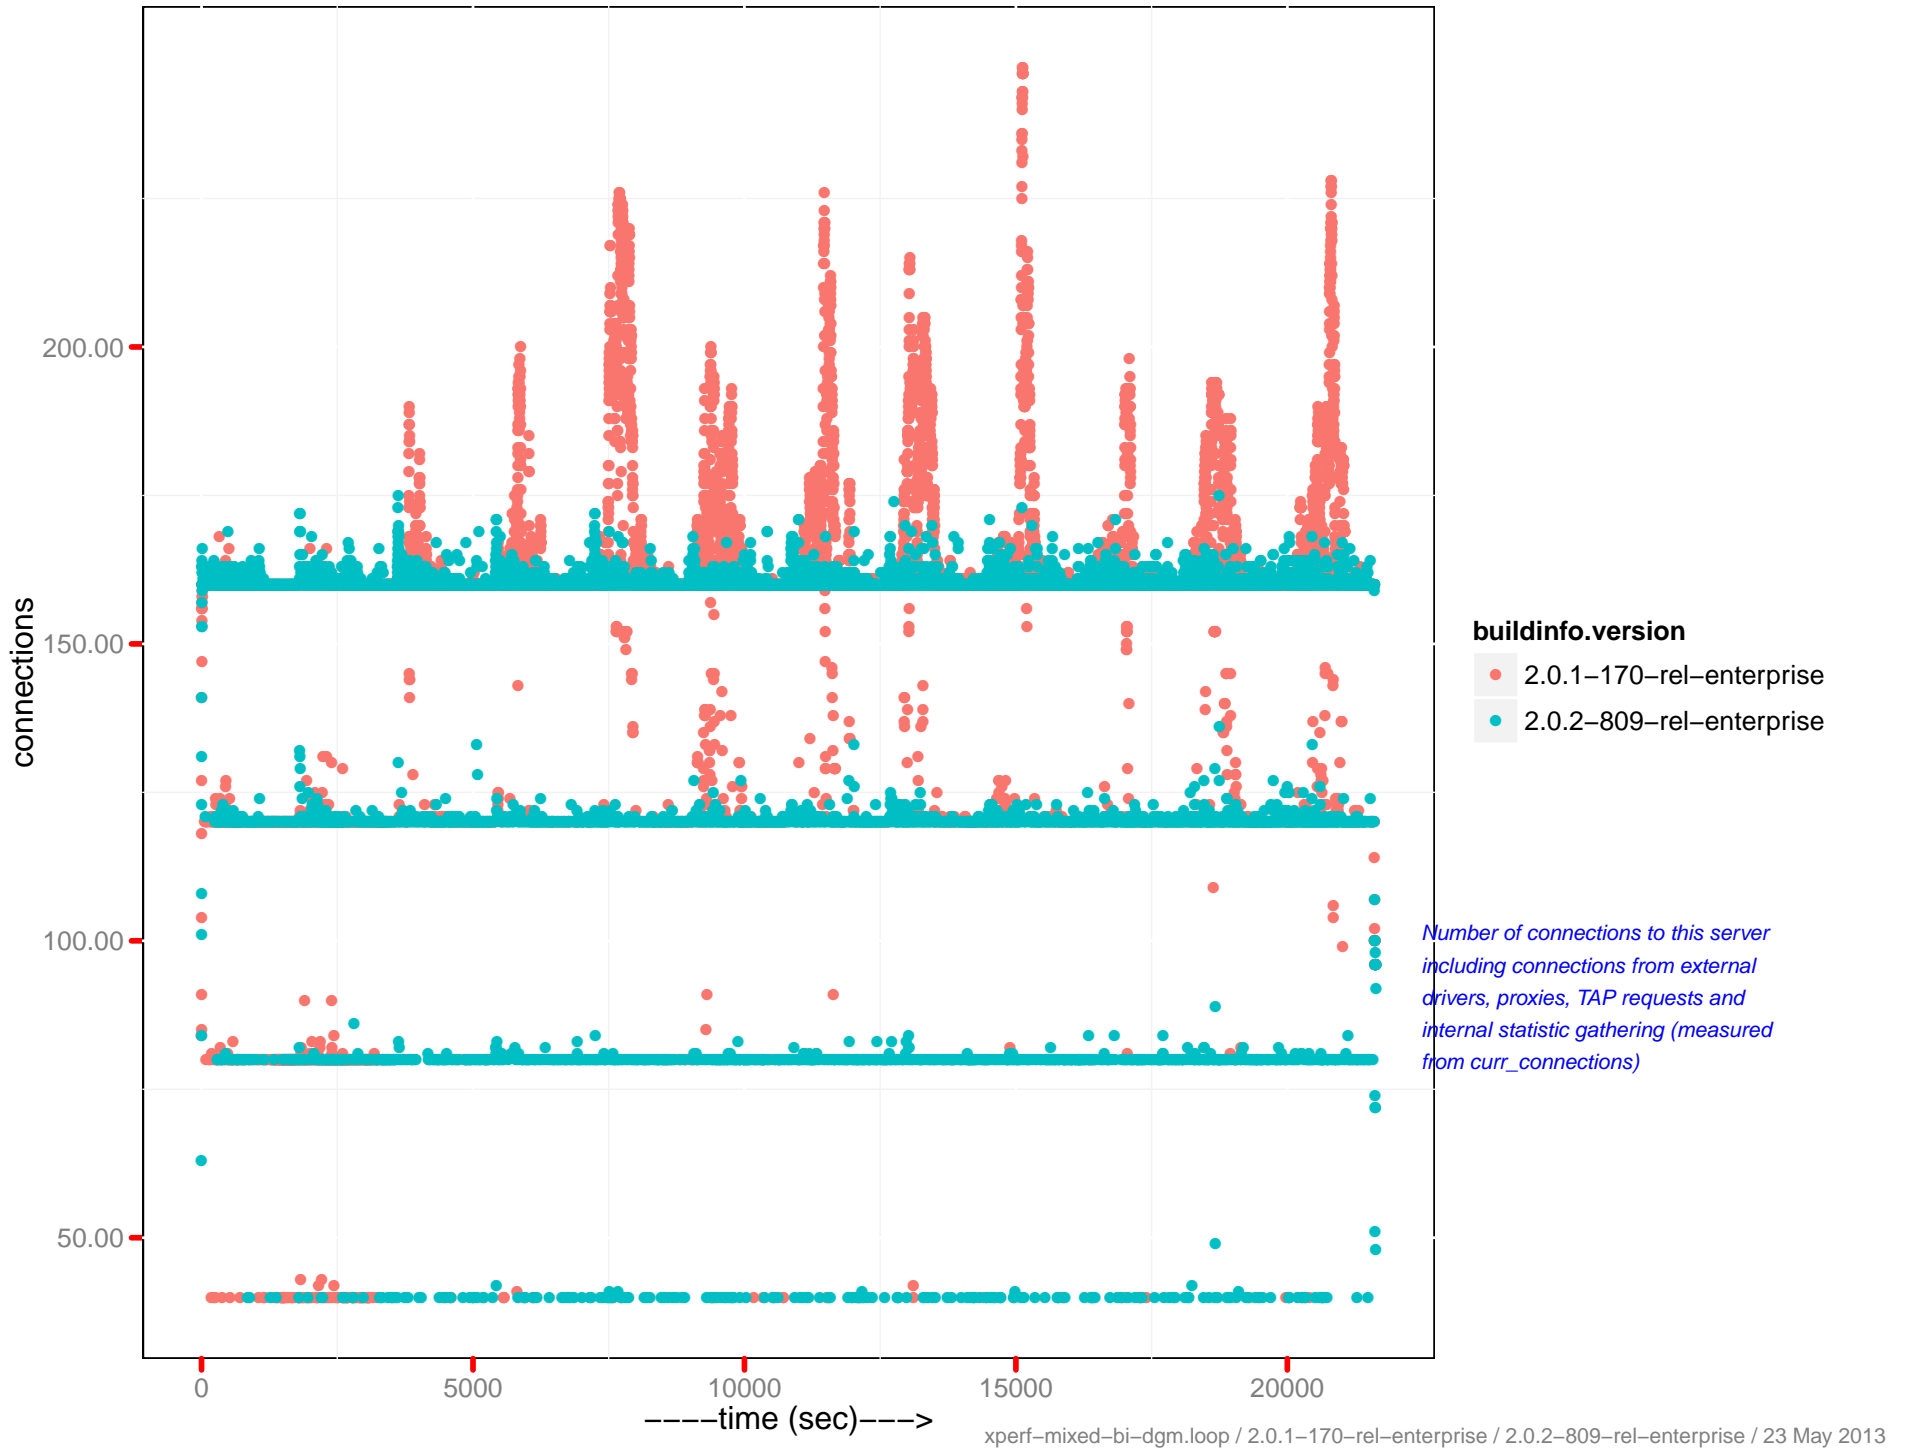 200.00
150.00
100.00
50.00
connections
0
5000
10000
15000
20000
−−−−time (sec)−−−>
buildinfo.version
2.0.1−170−rel−enterprise
2.0.2−809−rel−enterprise
Number of connections to this server
including connections from external
drivers, proxies, TAP requests and
internal statistic gathering (measured
from curr_connections)
xperf−mixed−bi−dgm.loop / 2.0.1−170−rel−enterprise / 2.0.2−809−rel−enterprise / 23 May 2013